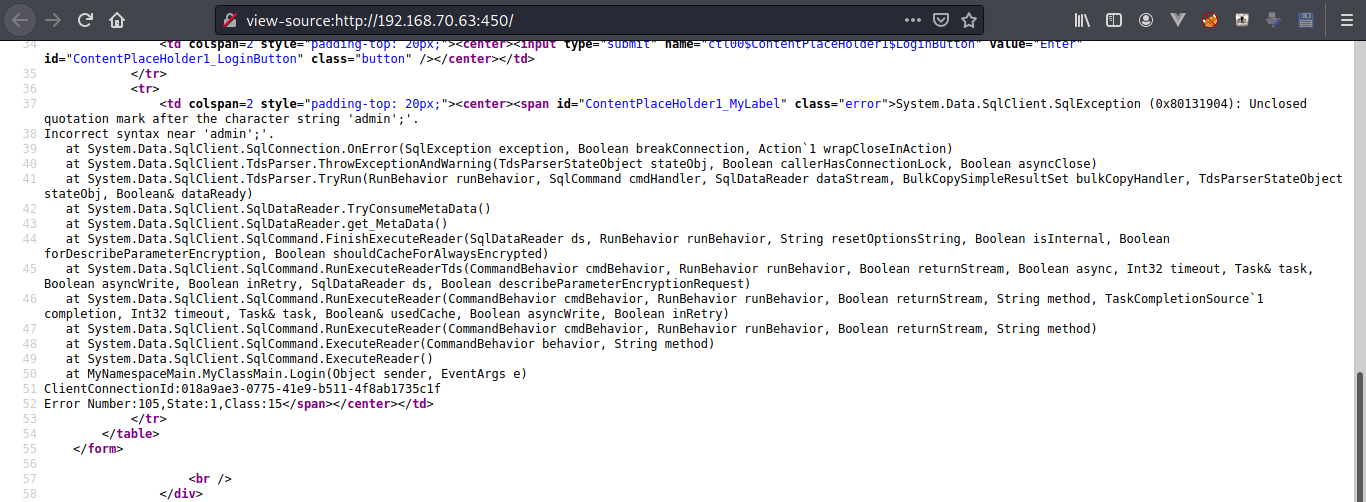 view-source:http://192.168.70.63:450/
34 <td colspan=2 style="padding-top: 20px;"><center><input type="submit" name="ctl00$ContentPlaceHolder1$LoginButton" value="Enter"
id="ContentPlaceHolder1_LoginButton" class="button" /></center></td>
35 </tr>
36 <tr>
37 <td colspan=2 style="padding-top: 20px;"><center><span id="ContentPlaceHolder1_MyLabel" class="error">System.Data.SqlClient.SqlException (0x80131904): Unclosed
quotation mark after the character string 'admin';'.
38 Incorrect syntax near 'admin';'.
39 at System.Data.SqlClient.SqlConnection.OnError(SqlException exception, Boolean breakConnection, Action`1 wrapCloseInAction)
40 at System.Data.SqlClient.TdsParser.ThrowExceptionAndWarning(TdsParserStateObject stateObj, Boolean callerHasConnectionLock, Boolean asyncClose)
41 at System.Data.SqlClient.TdsParser.TryRun(RunBehavior runBehavior, SqlCommand cmdHandler, SqlDataReader dataStream, BulkCopySimpleResultSet bulkCopyHandler, TdsParserStateObject
stateObj, Boolean& dataReady)
42 at System.Data.SqlClient.SqlDataReader.TryConsumeMetaData()
43 at System.Data.SqlClient.SqlDataReader.get_MetaData()
44 at System.Data.SqlClient.SqlCommand.FinishExecuteReader(SqlDataReader ds, RunBehavior runBehavior, String resetOptionsString, Boolean isInternal, Boolean
forDescribeParameterEncryption, Boolean shouldCacheForAlwaysEncrypted)
45 at System.Data.SqlClient.SqlCommand.RunExecuteReaderTds(CommandBehavior cmdBehavior, RunBehavior runBehavior, Boolean returnStream, Boolean async, Int32 timeout, Task& task,
Boolean asyncWrite, Boolean inRetry, SqlDataReader ds, Boolean describeParameterEncryptionRequest)
46 at System.Data.SqlClient.SqlCommand.RunExecuteReader(CommandBehavior cmdBehavior, RunBehavior runBehavior, Boolean returnStream, String method, TaskCompletionSource`1
completion, Int32 timeout, Task& task, Boolean& usedCache, Boolean asyncWrite, Boolean inRetry)
47 at System.Data.SqlClient.SqlCommand.RunExecuteReader(CommandBehavior cmdBehavior, RunBehavior runBehavior, Boolean returnStream, String method)
48 at System.Data.SqlClient.SqlCommand.ExecuteReader(CommandBehavior behavior, String method)
49 at System.Data.SqlClient.SqlCommand.ExecuteReader()
50 at MyNamespaceMain.MyClassMain.Login(Object sender, EventArgs e)
51 ClientConnectionId:018a9ae3-0775-41e9-b511-4f8ab1735c1f
52 Error Number:105,State:1,Class:15</span></center></td>
53 </tr>
54 </table>
55 </form>
56
57 <br />
58 </div>